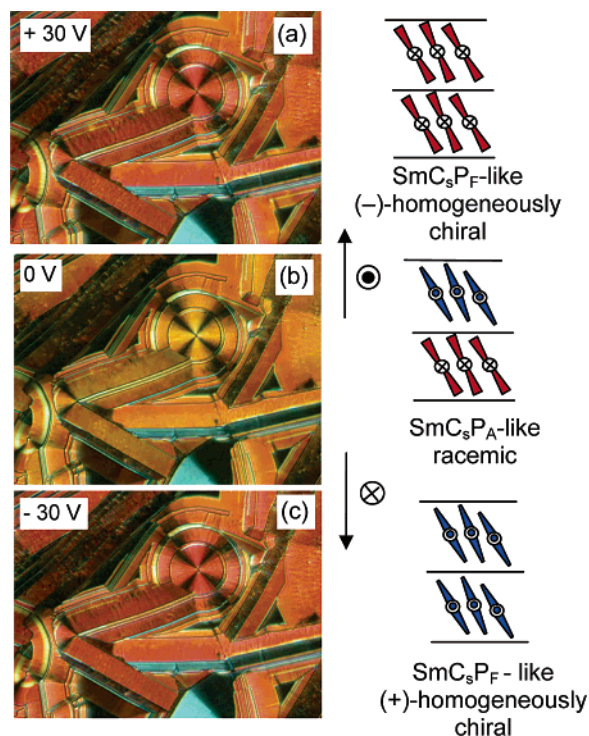 + 30 V
(a)
SmCsPF-like
(–)-homogeneously
chiral
0 V
(b)
SmCsPA-like
racemic
- 30 V
(c)
SmCsPF - like
(+)-homogeneously
chiral